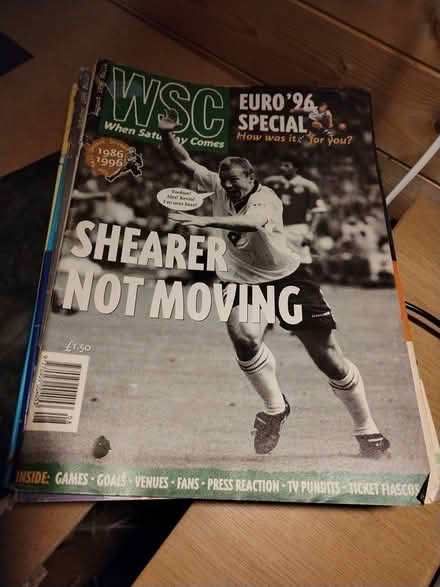 WSC
When Saturday Comes
EURO '96
SPECIAL
How was it for you?
1986
1996
SHEARER
NOT MOVING
£1.50
INSIDE: GAMES • GOALS • VENUES • FANS • PRESS REACTION • TV PUNDITS • TICKET FIASCOS